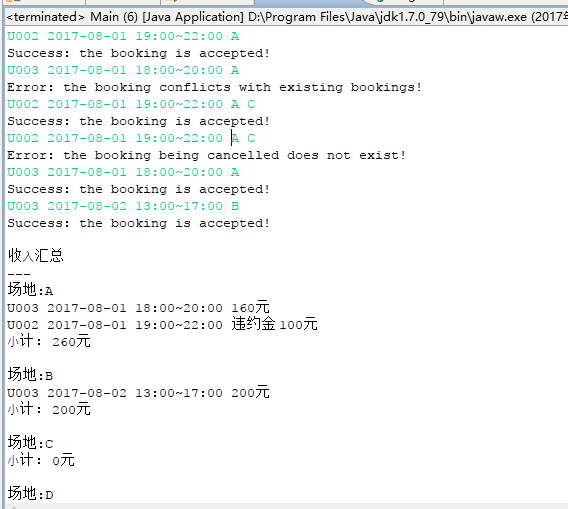 <terminated> Main (6) [Java Application] D:\Program Files\Java\jdk1.7.0_79\bin\javaw.exe (2017年
U002 2017-08-01 19:00~22:00 A
Success: the booking is accepted!
U003 2017-08-01 18:00~20:00 A
Error: the booking conflicts with existing bookings!
U002 2017-08-01 19:00~22:00 A C
Success: the booking is accepted!
U002 2017-08-01 19:00~22:00 A C
Error: the booking being cancelled does not exist!
U003 2017-08-01 18:00~20:00 A
Success: the booking is accepted!
U003 2017-08-02 13:00~17:00 B
Success: the booking is accepted!
收入汇总
---
场地:A
U003 2017-08-01 18:00~20:00 160元
U002 2017-08-01 19:00~22:00 违约金 100元
小计: 260元
场地:B
U003 2017-08-02 13:00~17:00 200元
小计: 200元
场地:C
小计: 0元
场地:D